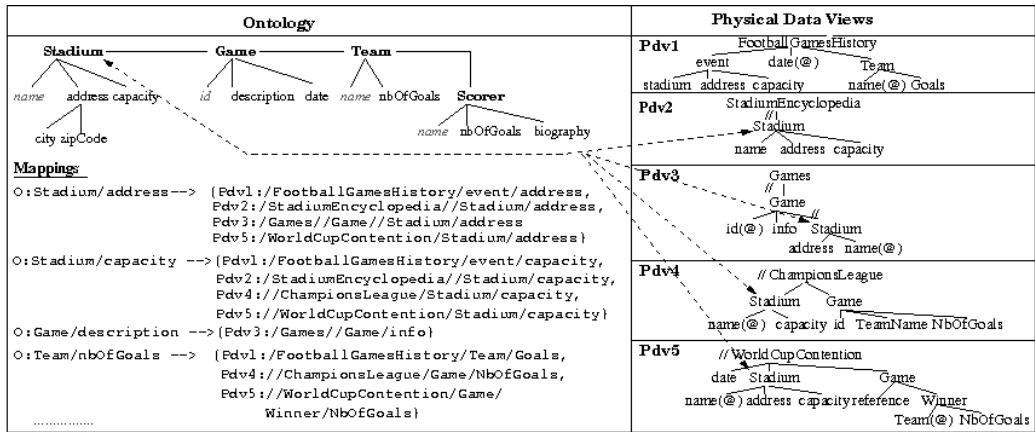 Ontology
Stadium Game Team
name address capacity id description date name nbOfGoals Scorer
city zipCode
name nbOfGoals biography
Mappings
O:Stadium/address--> {Pdv1:/FootballGamesHistory/event/address,
Pdv2:/StadiumEncyclopedia//Stadium/address,
Pdv3:/Games//Game//Stadium/address
Pdv5:/WorldCupContention/Stadium/address}
O:Stadium/capacity -->{Pdv1:/FootballGamesHistory/event/capacity,
Pdv2:/StadiumEncyclopedia//Stadium/capacity,
Pdv4://ChampionsLeague/Stadium/capacity,
Pdv5://WorldCupContention/Stadium/capacity}
O:Game/description -->{Pdv3:/Games//Game/info}
O:Team/nbOfGoals --> {Pdv1:/FootballGamesHistory/Team/Goals,
Pdv4://ChampionsLeague/Game/NbOfGoals,
Pdv5://WorldCupContention/Game/
Winner/NbOfGoals}
...............
Physical Data Views
Pdv1 FootballGamesHistory
event date(@) Team
stadium address capacity name(@) Goals
Pdv2 StadiumEncyclopedia
//
Stadium
name address capacity
Pdv3 Games
//
Game //
id(@) info Stadium
address name(@)
Pdv4 //ChampionsLeague
Stadium Game
name(@) capacity id TeamName NbOfGoals
Pdv5 //WorldCupContention
date Stadium Game
name(@) address capacity reference Winner
Team(@) NbOfGoals